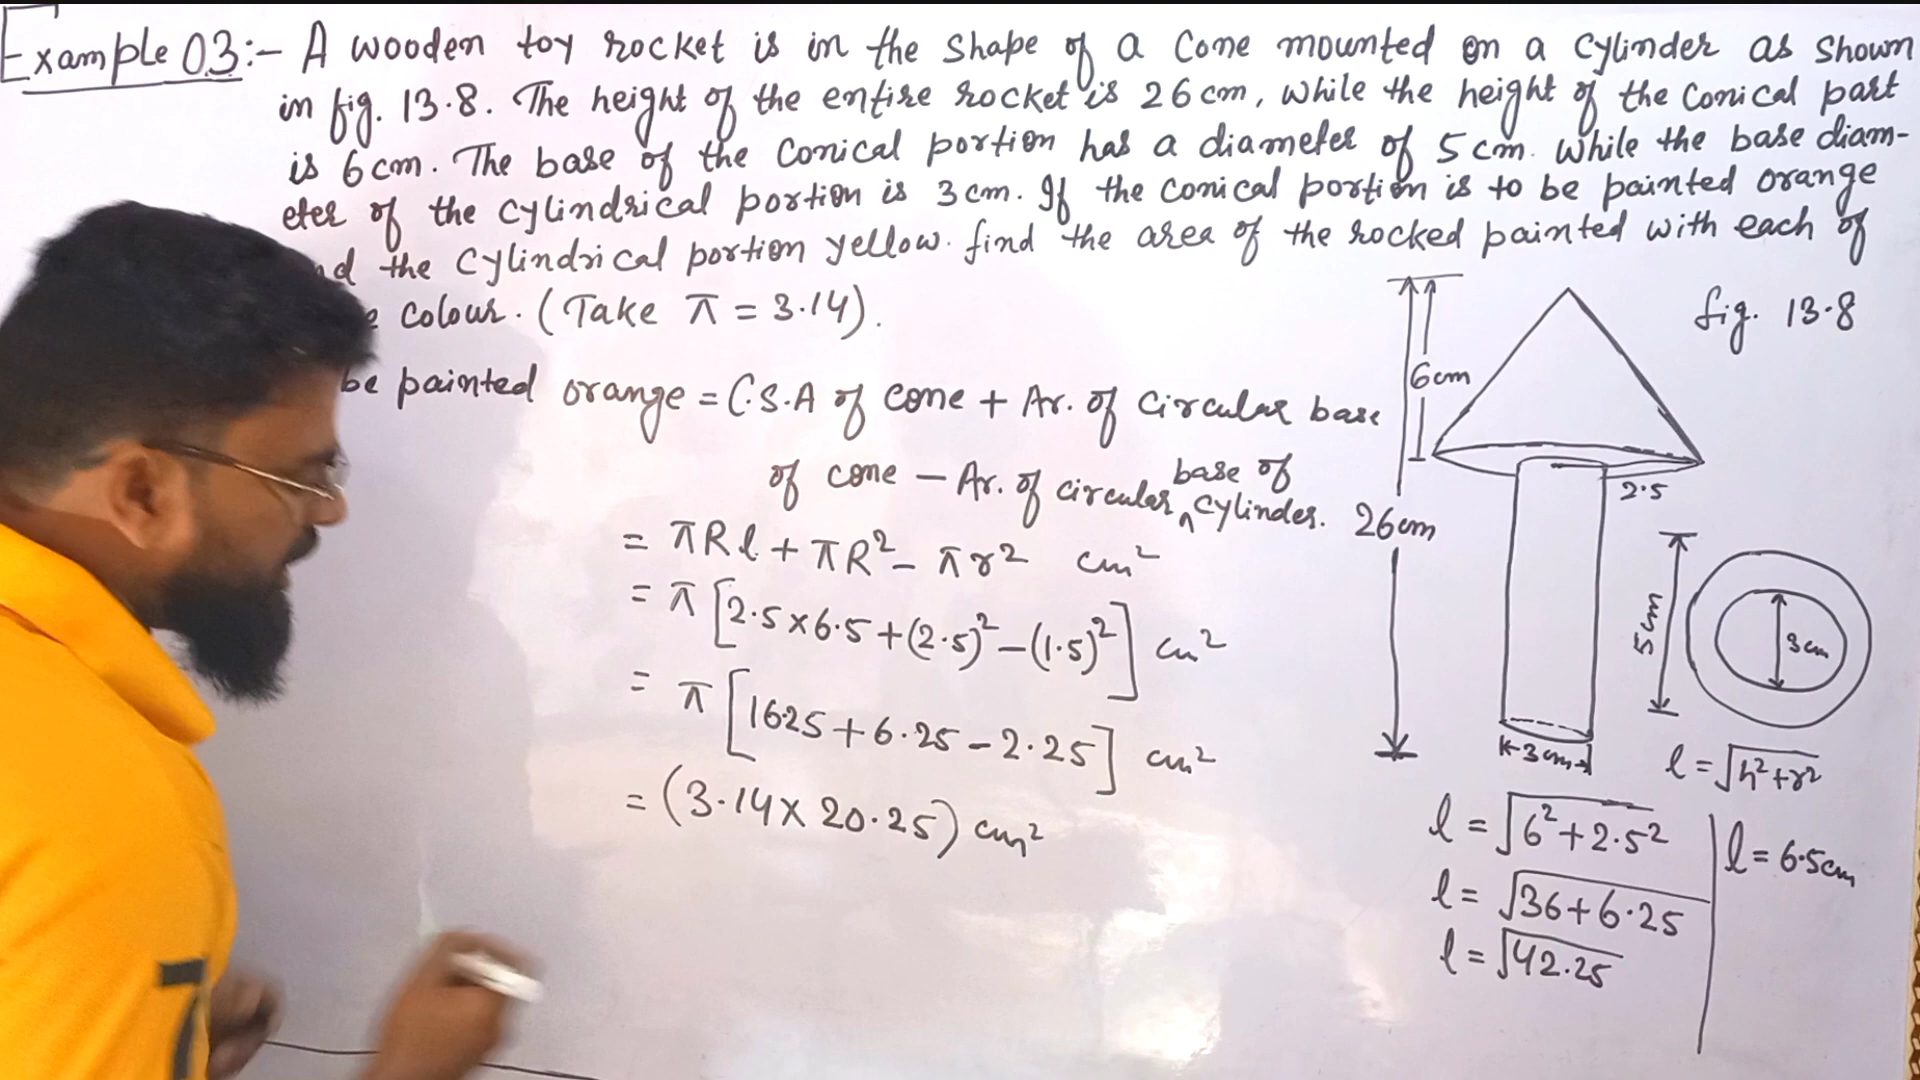 Example 03:- A wooden toy rocket is in the shape of a cone mounted on a cylinder as shown
in fig. 13.8. The height of the entire rocket is 26cm, while the height of the conical part
is 6cm. The base of the conical portion has a diameter of 5cm. while the base diam-
eter of the cylindrical portion is 3cm. If the conical portion is to be painted orange
the cylindrical portion yellow. find the area of the rocked painted with each of
colour. (Take π = 3.14).
be painted orange = C.S.A of cone + Ar. of circular base
of cone - Ar. of circular base of cylinder.
= πRl + πR² - πr² cm²
= π [2.5×6.5+(2.5)²-(1.5)²] cm²
= π [1625+6.25-2.25] cm²
= (3.14×20.25) cm²
fig. 13.8
6cm
2.5
26cm
3cm
5cm
3cm
l = √h²+r²
l = √6²+2.5²
l = √36+6.25
l = √42.25
l = 6.5cm